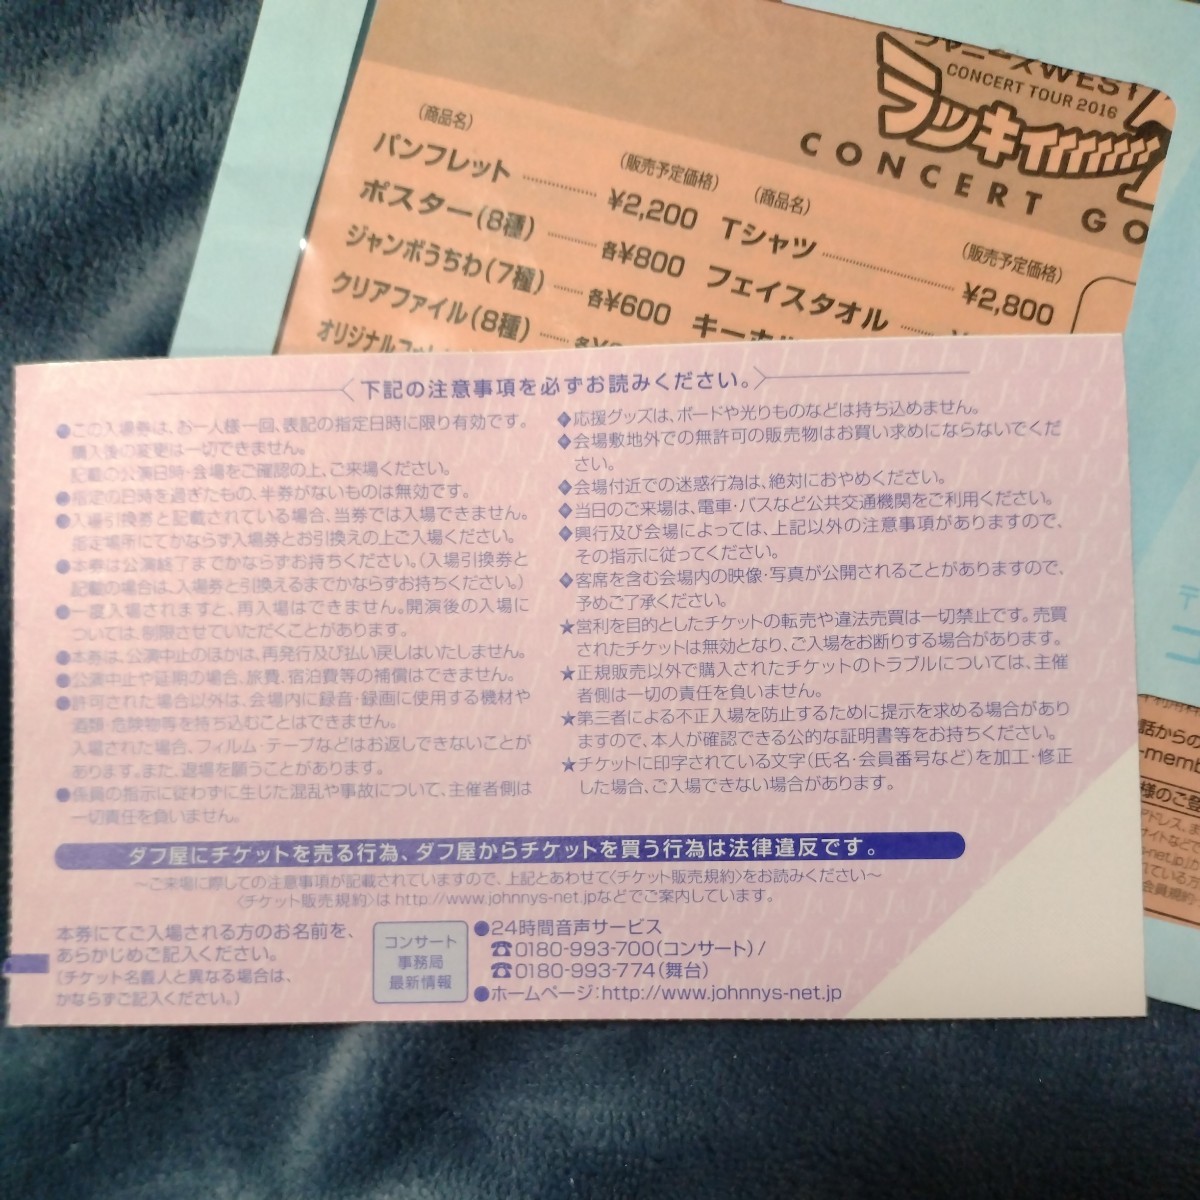 ジャニーズWEST
CONCERT TOUR 2016
ラッキィィィィィィィ7
CONCERT GO
(商品名)
(販売予定価格)
パンフレット ¥2,200
ポスター(8種) 各¥800
ジャンボうちわ(7種) 各¥600
クリアファイル(8種) 各¥
オリジナルフォト
(商品名)
(販売予定価格)
Tシャツ ¥2,800
フェイスタオル
キーホル
下記の注意事項を必ずお読みください。
●この入場券は、お一人様一回、表記の指定日時に限り有効です。
購入後の変更は一切できません。
記載の公演日時・会場をご確認の上、ご来場ください。
●指定の日時を過ぎたもの、半券がないものは無効です。
●入場引換券と記載されている場合、当券では入場できません。
指定場所にてかならず入場券とお引換えの上ご入場ください。
●本券は公演終了までかならずお持ちください。(入場引換券と
記載の場合は、入場券と引換えるまでかならずお持ちください。)
●一度入場されますと、再入場はできません。開演後の入場に
ついては、制限させていただくことがあります。
●本券は、公演中止のほかは、再発行及び払い戻しはいたしません。
●公演中止や延期の場合、旅費、宿泊費等の補償はできません。
●許可された場合以外は、会場内に録音・録画に使用する機材や
酒類・危険物等を持ち込むことはできません。
入場された場合、フィルム・テープなどはお返しできないことが
あります。また、退場を願うことがあります。
●係員の指示に従わずに生じた混乱や事故について、主催者側は
一切責任を負いません。
◆応援グッズは、ボードや光りものなどは持ち込めません。
◆会場敷地外での無許可の販売物はお買い求めにならないでくだ
さい。
◆会場付近での迷惑行為は、絶対におやめください。
◆当日のご来場は、電車・バスなど公共交通機関をご利用ください。
◆興行及び会場によっては、上記以外の注意事項がありますので、
その指示に従ってください。
◆客席を含む会場内の映像・写真が公開されることがありますので、
予めご了承ください。
★営利を目的としたチケットの転売や違法売買は一切禁止です。売買
されたチケットは無効となり、ご入場をお断りする場合があります。
★正規販売以外で購入されたチケットのトラブルについては、主催
者側は一切の責任を負いません。
★第三者による不正入場を防止するために提示を求める場合があり
ますので、本人が確認できる公的な証明書等をお持ちください。
★チケットに印字されている文字(氏名・会員番号など)を加工・修正
した場合、ご入場できない場合があります。
ダフ屋にチケットを売る行為、ダフ屋からチケットを買う行為は法律違反です。
～ご来場に際しての注意事項が記載されていますので、上記とあわせて〈チケット販売規約〉をお読みください～
〈チケット販売規約〉は http://www.johnnys-net.jpなどでご案内しています。
本券にてご入場される方のお名前を、
あらかじめご記入ください。
(チケット名義人と異なる場合は、
かならずご記入ください。)
コンサート
事務局
最新情報
●24時間音声サービス
☎0180-993-700(コンサート)/
☎0180-993-774(舞台)
●ホームページ:http://www.johnnys-net.jp
話からの
-memb
様のご登
アドレス、
サイトなどで
-net.jp
れている方
会員規約